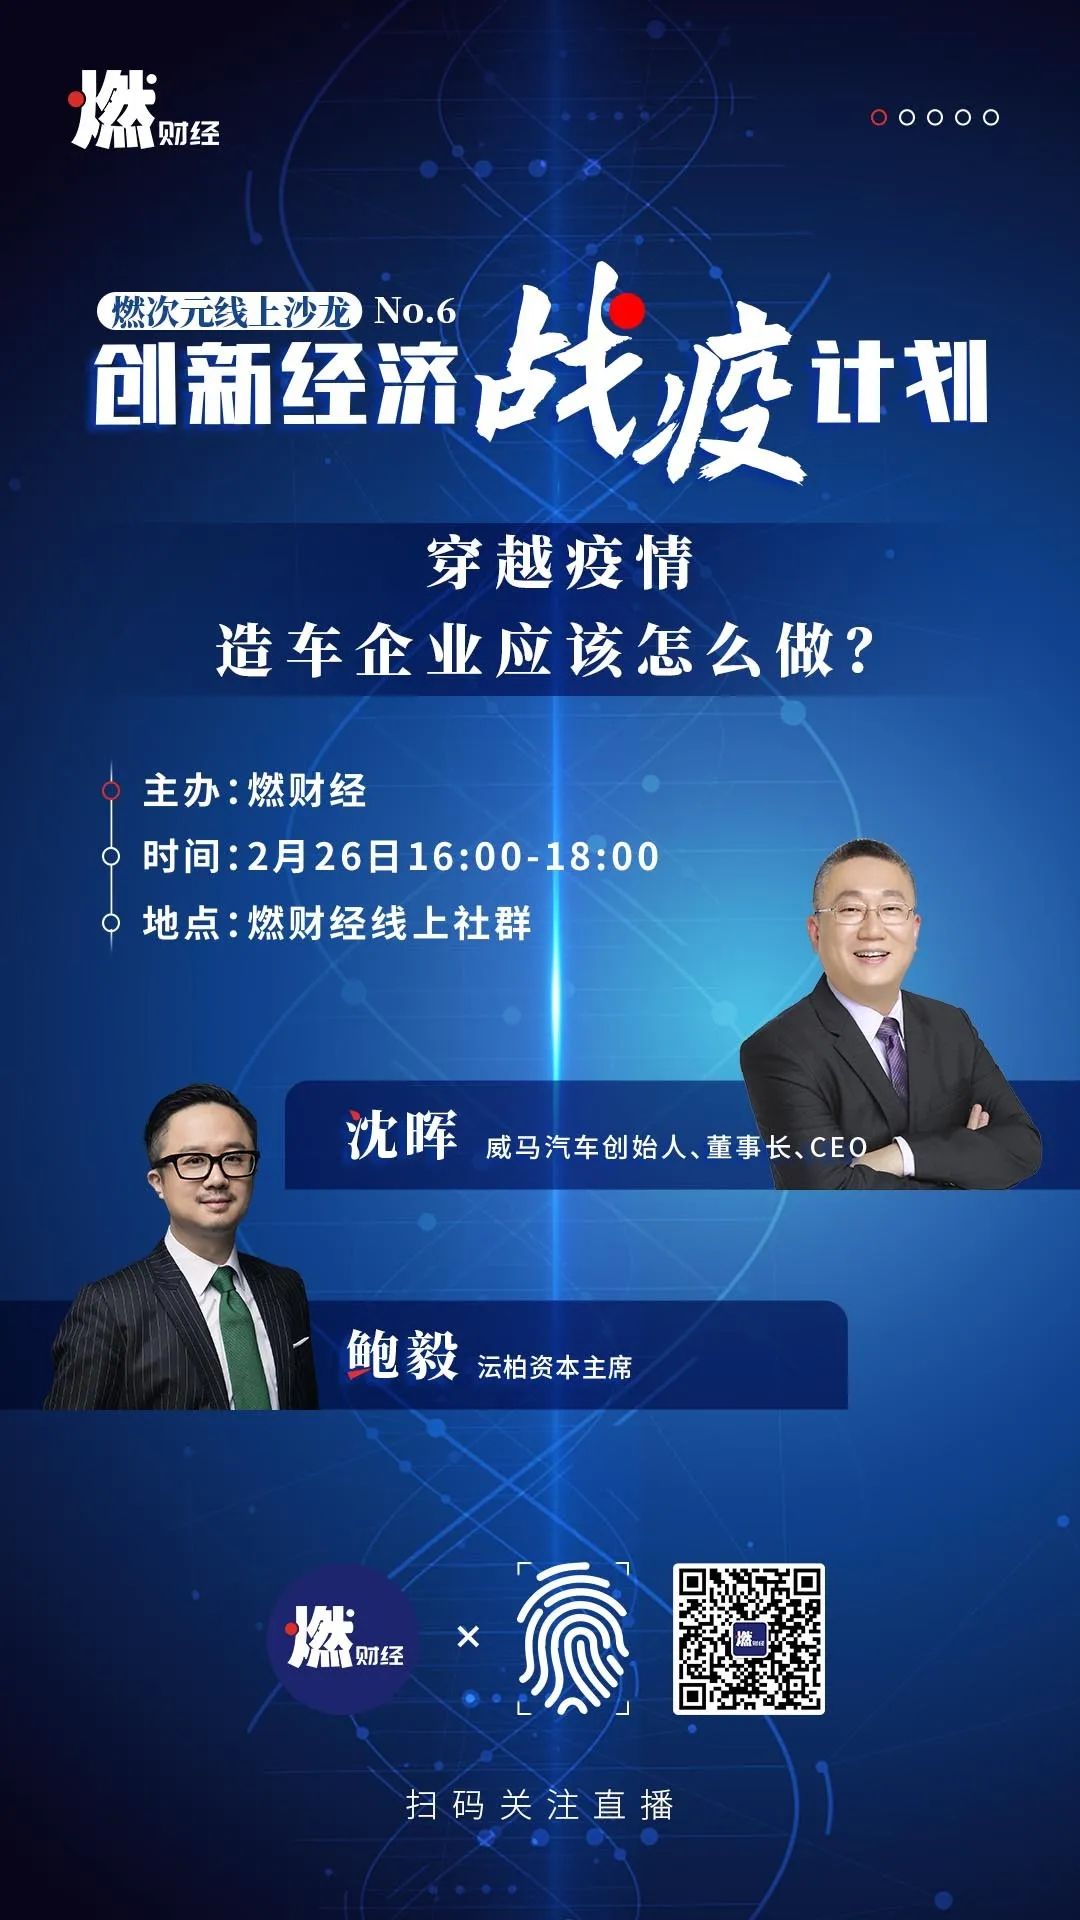 燃财经
燃次元线上沙龙 No.6
创新经济战疫计划
穿越疫情
造车企业应该怎么做?
主办:燃财经
时间:2月26日16:00-18:00
地点:燃财经线上社群
沈晖 威马汽车创始人、董事长、CEO
鲍毅 沄柏资本主席
燃财经 ×
燃财经
扫码关注直播